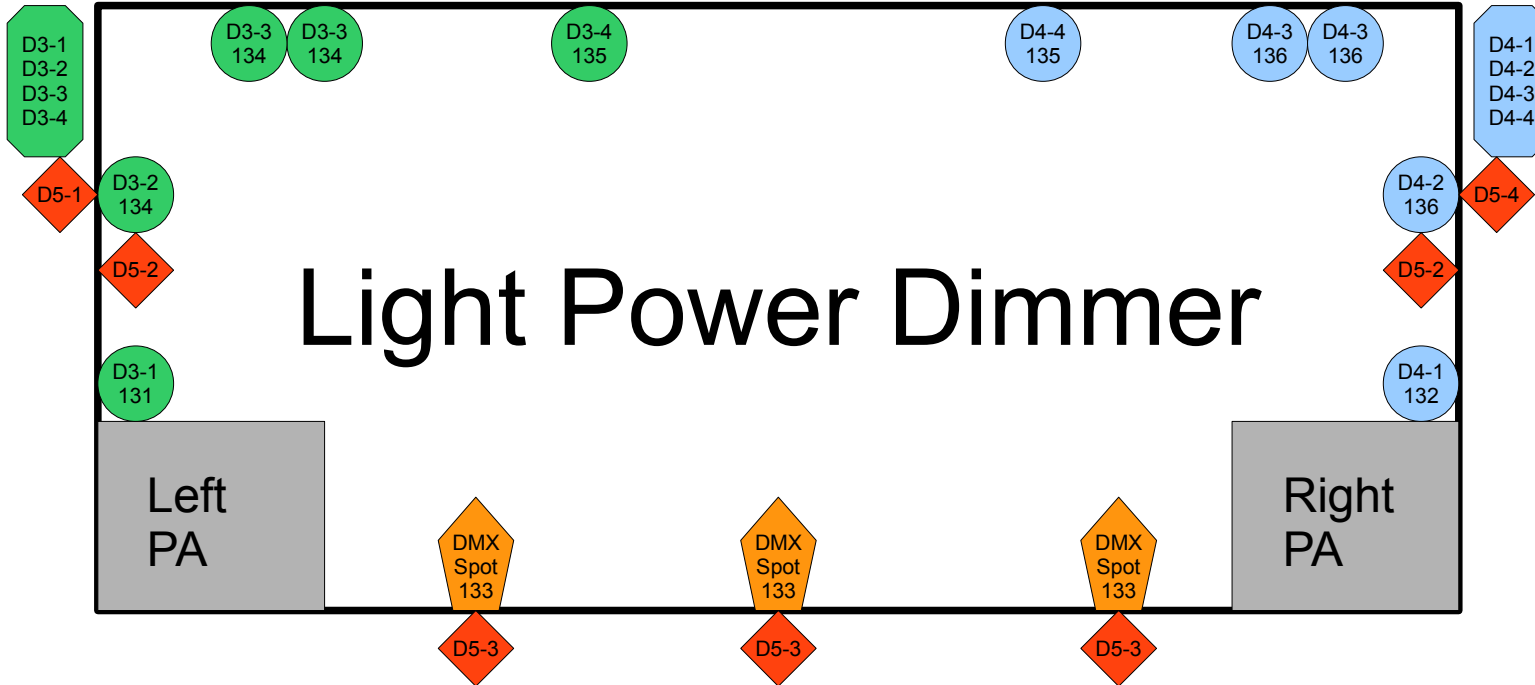 D3-1
D3-2
D3-3
D3-4
D3-3
134
D3-3
134
D3-4
135
D4-4
135
D4-3
136
D4-3
136
D4-1
D4-2
D4-3
D4-4
D5-1
D3-2
134
D4-2
136
D5-4
D5-2
D5-2
Light Power Dimmer
D3-1
131
D4-1
132
Left
PA
Right
PA
DMX
Spot
133
DMX
Spot
133
DMX
Spot
133
D5-3
D5-3
D5-3